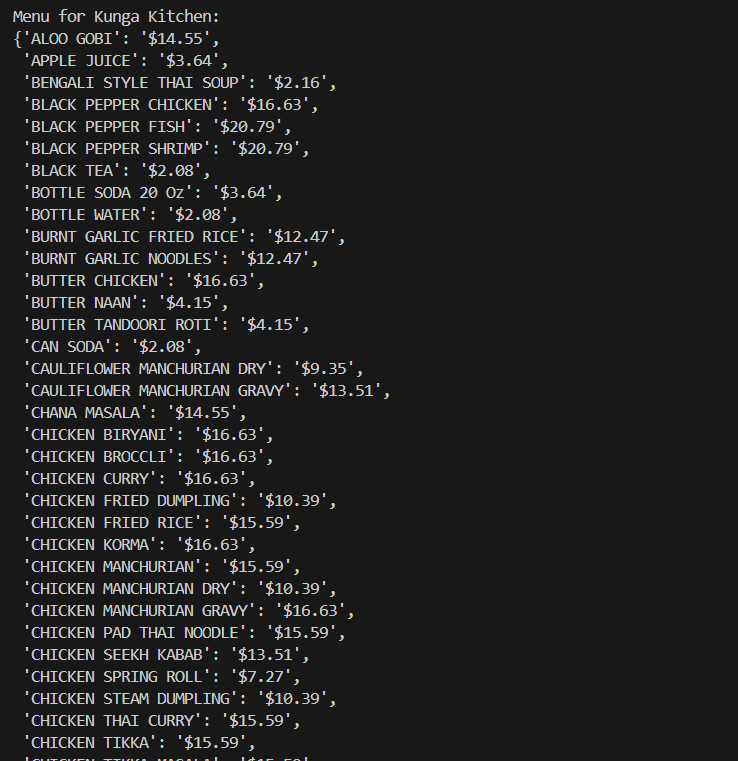 Menu for Kunga Kitchen:
{'ALOO GOBI': '$14.55',
 'APPLE JUICE': '$3.64',
 'BENGALI STYLE THAI SOUP': '$2.16',
 'BLACK PEPPER CHICKEN': '$16.63',
 'BLACK PEPPER FISH': '$20.79',
 'BLACK PEPPER SHRIMP': '$20.79',
 'BLACK TEA': '$2.08',
 'BOTTLE SODA 20 Oz': '$3.64',
 'BOTTLE WATER': '$2.08',
 'BURNT GARLIC FRIED RICE': '$12.47',
 'BURNT GARLIC NOODLES': '$12.47',
 'BUTTER CHICKEN': '$16.63',
 'BUTTER NAAN': '$4.15',
 'BUTTER TANDOORI ROTI': '$4.15',
 'CAN SODA': '$2.08',
 'CAULIFLOWER MANCHURIAN DRY': '$9.35',
 'CAULIFLOWER MANCHURIAN GRAVY': '$13.51',
 'CHANA MASALA': '$14.55',
 'CHICKEN BIRYANI': '$16.63',
 'CHICKEN BROCCLI': '$16.63',
 'CHICKEN CURRY': '$16.63',
 'CHICKEN FRIED DUMPLING': '$10.39',
 'CHICKEN FRIED RICE': '$15.59',
 'CHICKEN KORMA': '$16.63',
 'CHICKEN MANCHURIAN': '$15.59',
 'CHICKEN MANCHURIAN DRY': '$10.39',
 'CHICKEN MANCHURIAN GRAVY': '$16.63',
 'CHICKEN PAD THAI NOODLE': '$15.59',
 'CHICKEN SEEKH KABAB': '$13.51',
 'CHICKEN SPRING ROLL': '$7.27',
 'CHICKEN STEAM DUMPLING': '$10.39',
 'CHICKEN THAI CURRY': '$15.59',
 'CHICKEN TIKKA': '$15.59',
 'CHICKEN TIKKA MASALA': '$15.59'